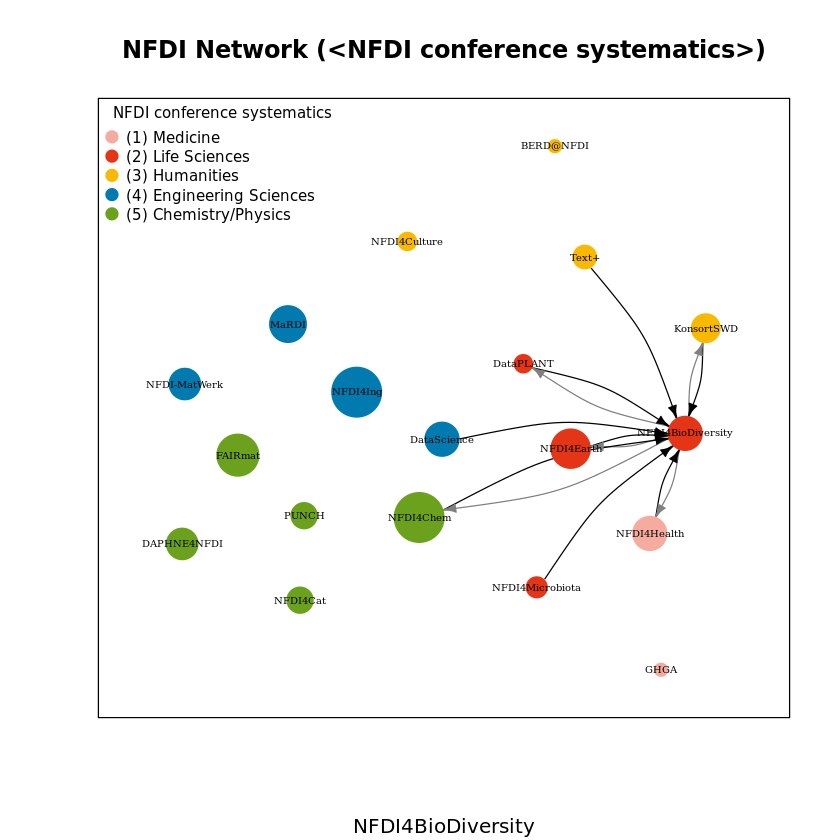 NFDI Network (<NFDI conference systematics>)
NFDI conference systematics
(1) Medicine
(2) Life Sciences
(3) Humanities
(4) Engineering Sciences
(5) Chemistry/Physics
BERD@NFDI
NFDI4Culture
Text+
MaRDI
KonsortSWD
DataPLANT
NFDI-MatWerk
NFDI4Ing
NFDI4BioDiversity
DataScience
NFDI4Earth
FAIRmat
PUNCH
NFDI4Chem
NFDI4Health
DAPHNE4NFDI
NFDI4Microbiota
NFDI4Cat
GHGA
NFDI4BioDiversity